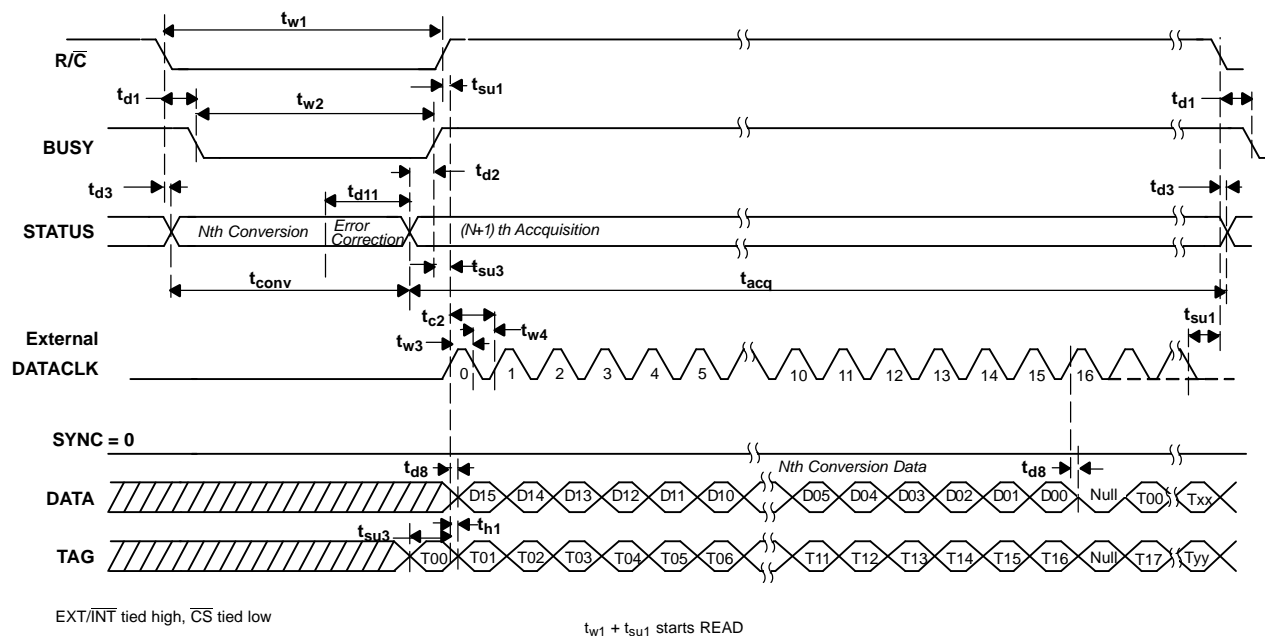 tw1
R/C
tsu1
td1
tw2
td1
BUSY
td2
td3
td11
td3
STATUS
Nth Conversion
Error Correction
(N+1) th Accquisition
tsu3
tconv
tacq
tc2
tsu1
External
tw3
tw4
DATACLK
0 1 2 3 4 5 10 11 12 13 14 15 16
SYNC = 0
td8
Nth Conversion Data
td8
DATA
D15 D14 D13 D12 D11 D10 D05 D04 D03 D02 D01 D00 Null T00 Txx
tsu3
th1
TAG
T00 T01 T02 T03 T04 T05 T06 T11 T12 T13 T14 T15 T16 Null T17 Tyy
EXT/INT tied high, CS tied low
tw1 + tsu1 starts READ